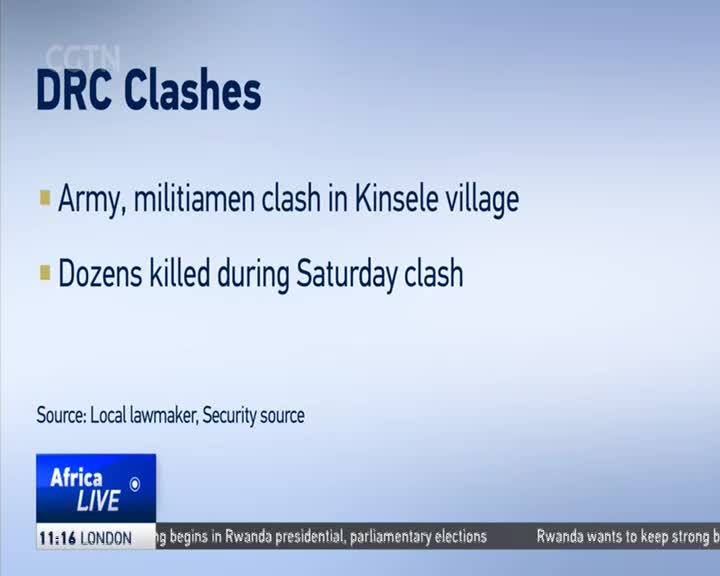 CGTN
DRC Clashes
Army, militiamen clash in Kinsele village
Dozens killed during Saturday clash
Source: Local lawmaker, Security source
Africa
LIVE
11:16 LONDON
begins in Rwanda presidential, parliamentary elections Rwanda wants to keep strong